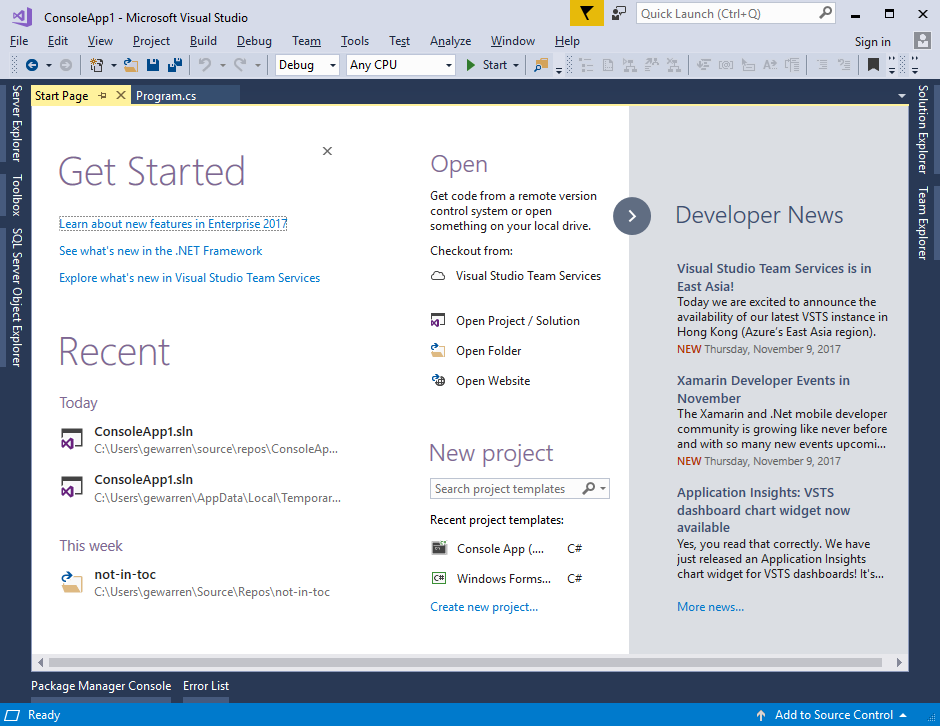 ConsoleApp1 - Microsoft Visual Studio
Quick Launch (Ctrl+Q)
File Edit View Project Build Debug Team Tools Test Analyze Window Help
Sign in
Debug Any CPU Start
Server Explorer
Toolbox
SQL Server Object Explorer
Start Page Program.cs
Get Started
Learn about new features in Enterprise 2017
See what's new in the .NET Framework
Explore what's new in Visual Studio Team Services
Recent
Today
ConsoleApp1.sln
C:\Users\gewarren\source\repos\ConsoleAp...
ConsoleApp1.sln
C:\Users\gewarren\AppData\Local\Temporar...
This week
not-in-toc
C:\Users\gewarren\Source\Repos\not-in-toc
Open
Get code from a remote version
control system or open
something on your local drive.
Checkout from:
Visual Studio Team Services
Open Project / Solution
Open Folder
Open Website
New project
Search project templates
Recent project templates:
Console App (.... C#
Windows Forms... C#
Create new project...
Developer News
Visual Studio Team Services is in
East Asia!
Today we are excited to announce the
availability of our latest VSTS instance in
Hong Kong (Azure's East Asia region).
NEW Thursday, November 9, 2017
Xamarin Developer Events in
November
The Xamarin and .Net mobile developer
community is growing like never before
and with so many new events upcomi...
NEW Thursday, November 9, 2017
Application Insights: VSTS
dashboard chart widget now
available
Yes, you read that correctly. We have
just released an Application Insights
chart widget for VSTS dashboards! It's...
More news...
Solution Explorer
Team Explorer
Package Manager Console Error List
Ready
Add to Source Control